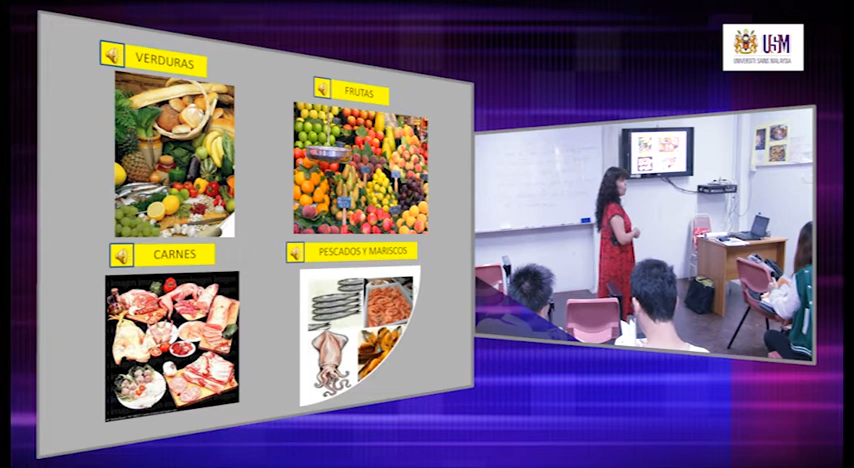 VERDURAS
FRUTAS
CARNES
PESCADOS Y MARISCOS
USM
UNIVERSITI SAINS MALAYSIA